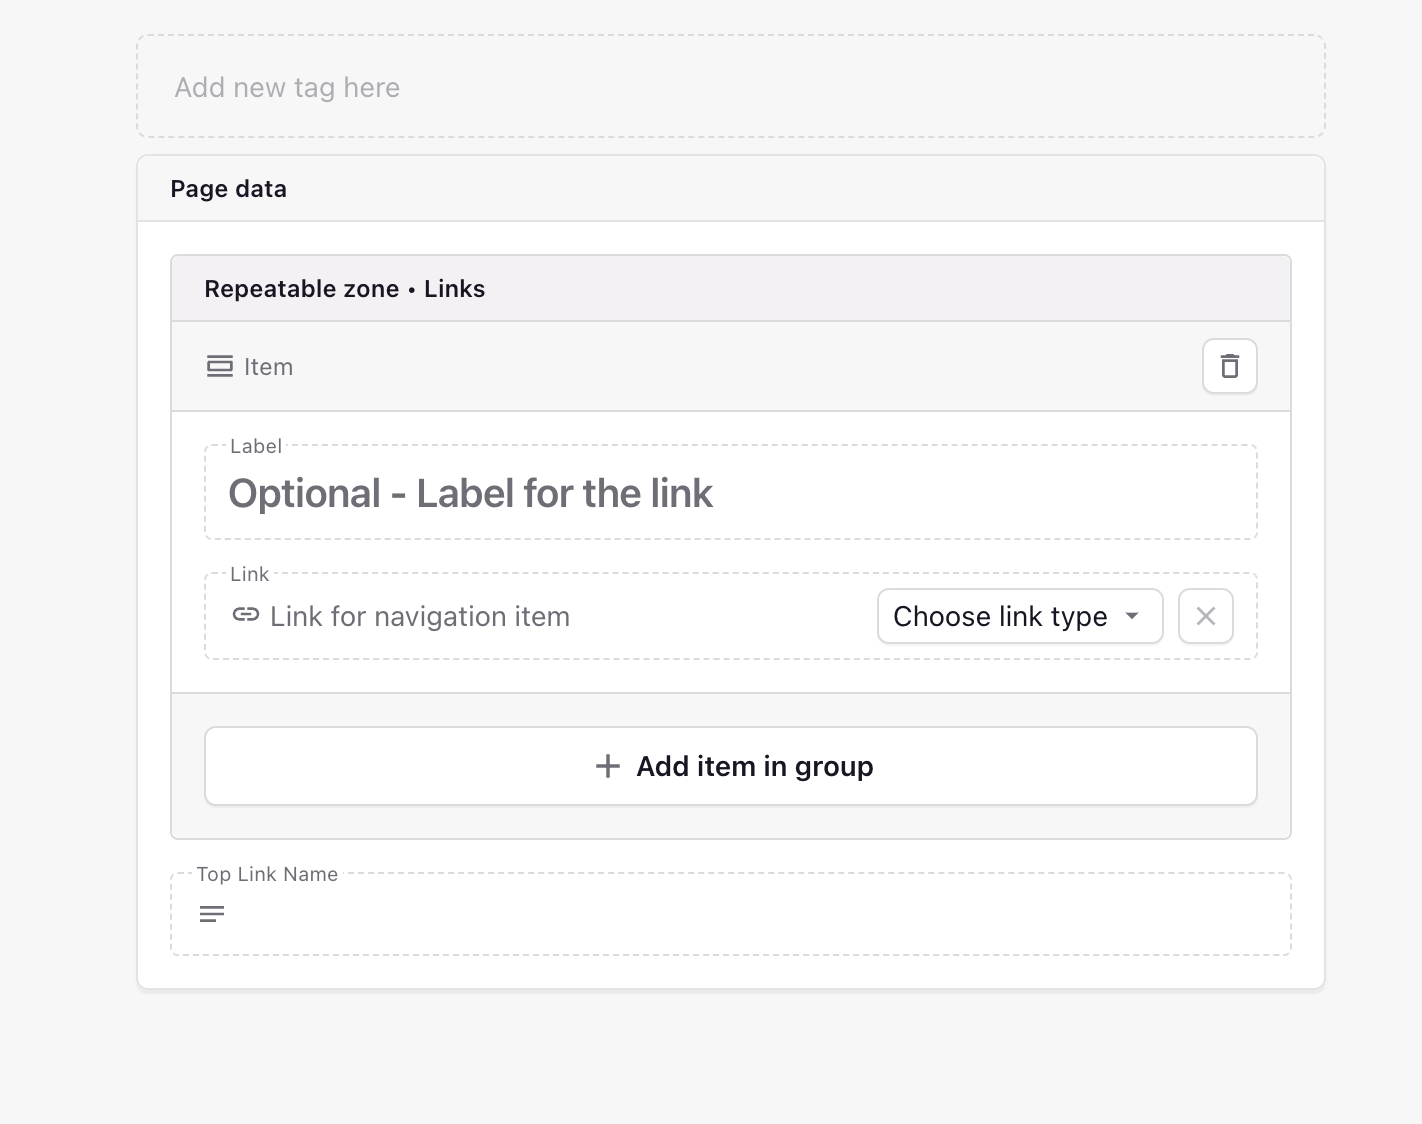 Add new tag here
Page data
Repeatable zone • Links
Item
Label
Optional - Label for the link
Link
Link for navigation item
Choose link type
Add item in group
Top Link Name